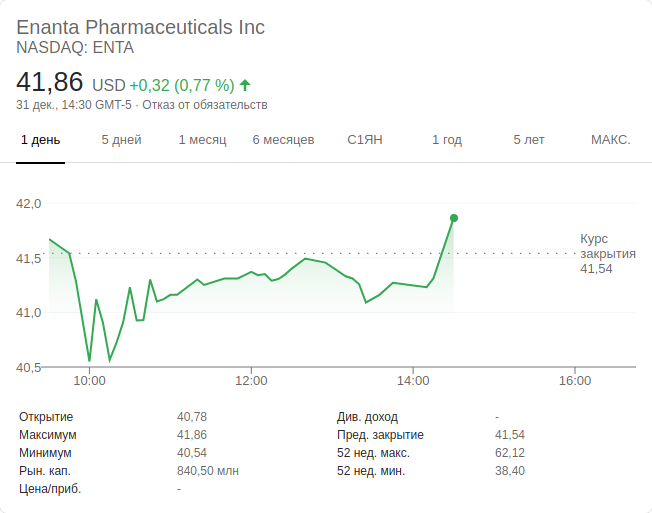 Enanta Pharmaceuticals Inc
NASDAQ: ENTA
41,86 USD +0,32 (0,77 %)
31 дек., 14:30 GMT-5 · Отказ от обязательств
1 день 5 дней 1 месяц 6 месяцев С1ЯН 1 год 5 лет МАКС.
42,0
Курс
41,5 закрытия
41,54
41,0
40,5
10:00 12:00 14:00 16:00
Открытие 40,78 Див. доход -
Максимум 41,86 Пред. закрытие 41,54
Минимум 40,54 52 нед. макс. 62,12
Рын. кап. 840,50 млн 52 нед. мин. 38,40
Цена/приб. -